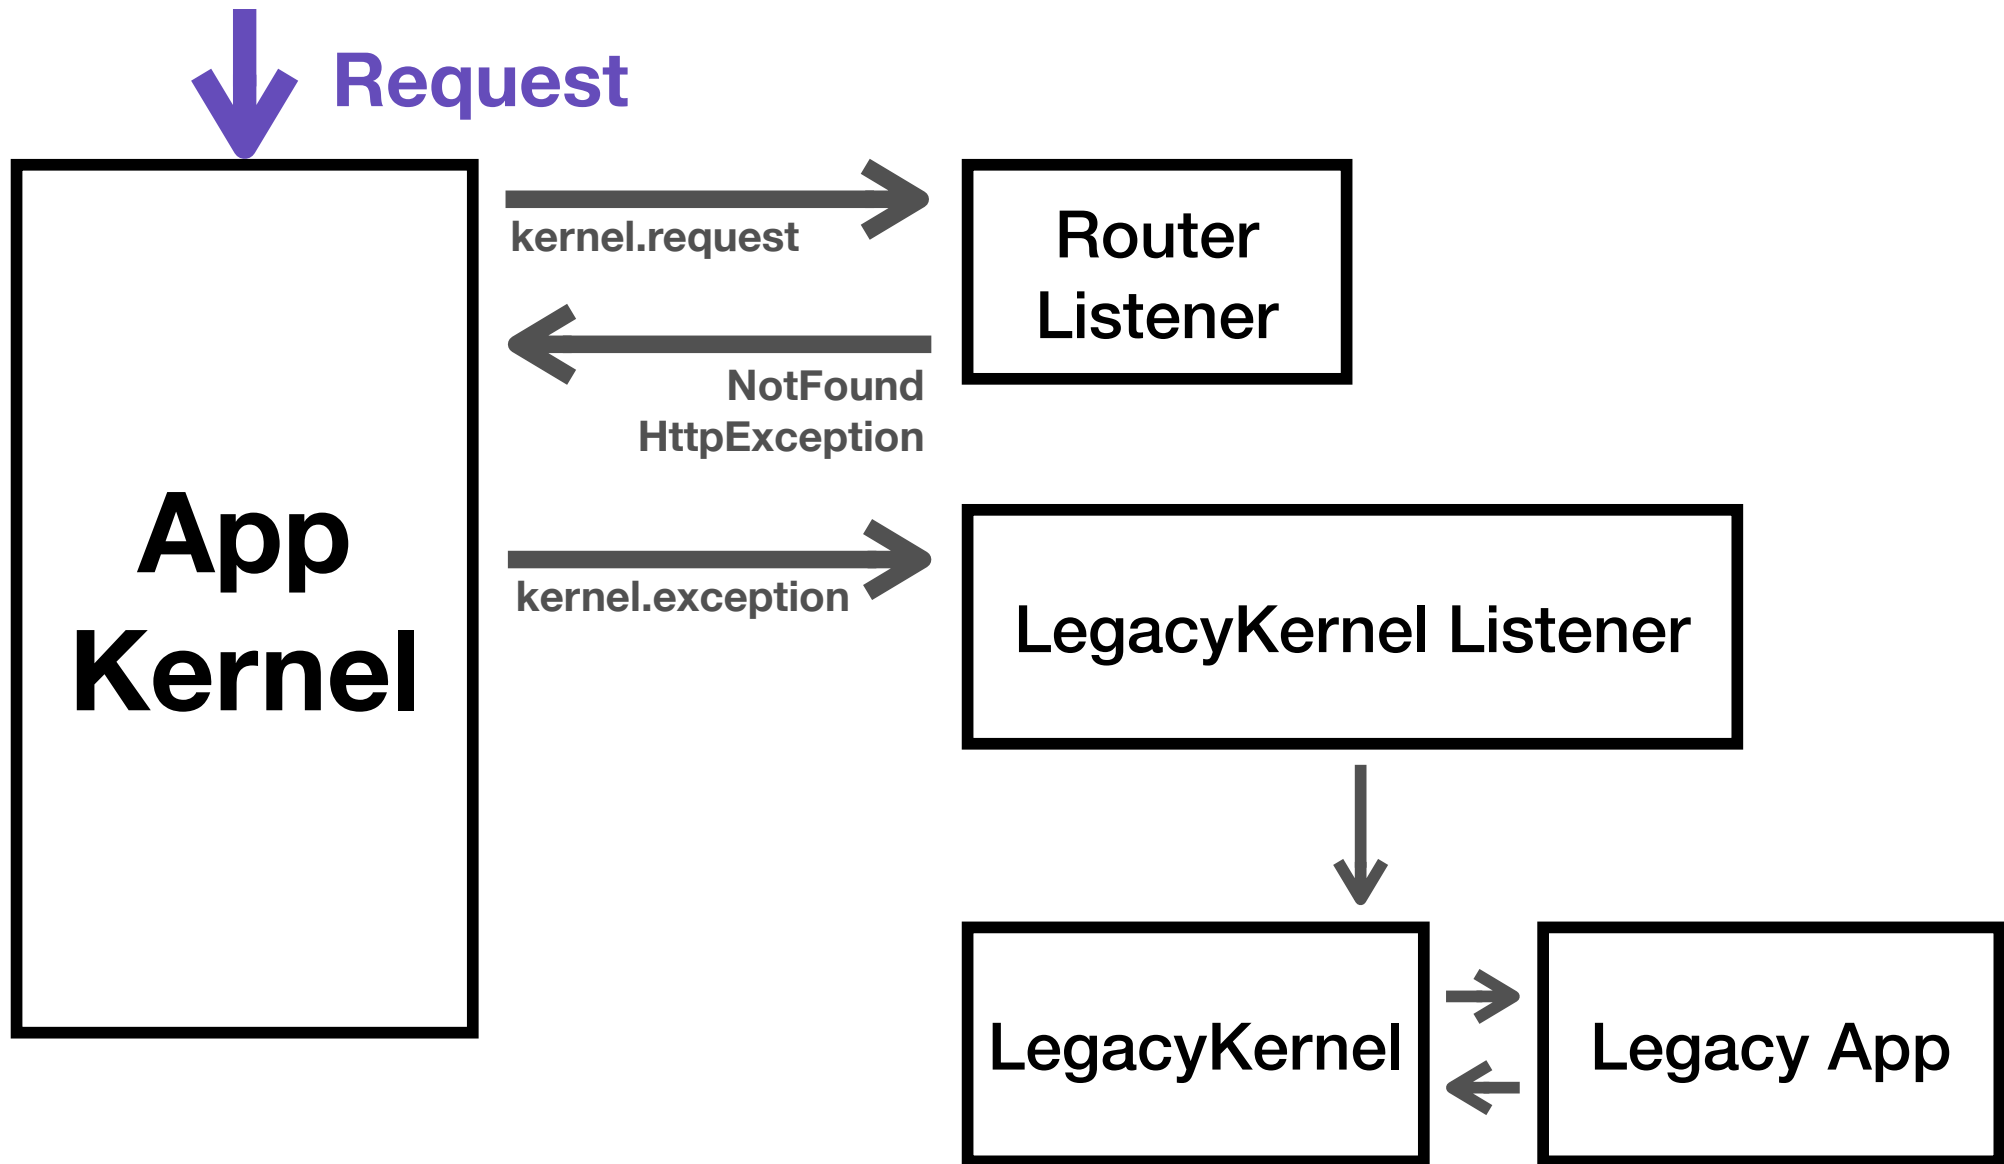 Request
kernel.request
Router
Listener
NotFound
HttpException
App
Kernel
kernel.exception
LegacyKernel Listener
LegacyKernel
Legacy App